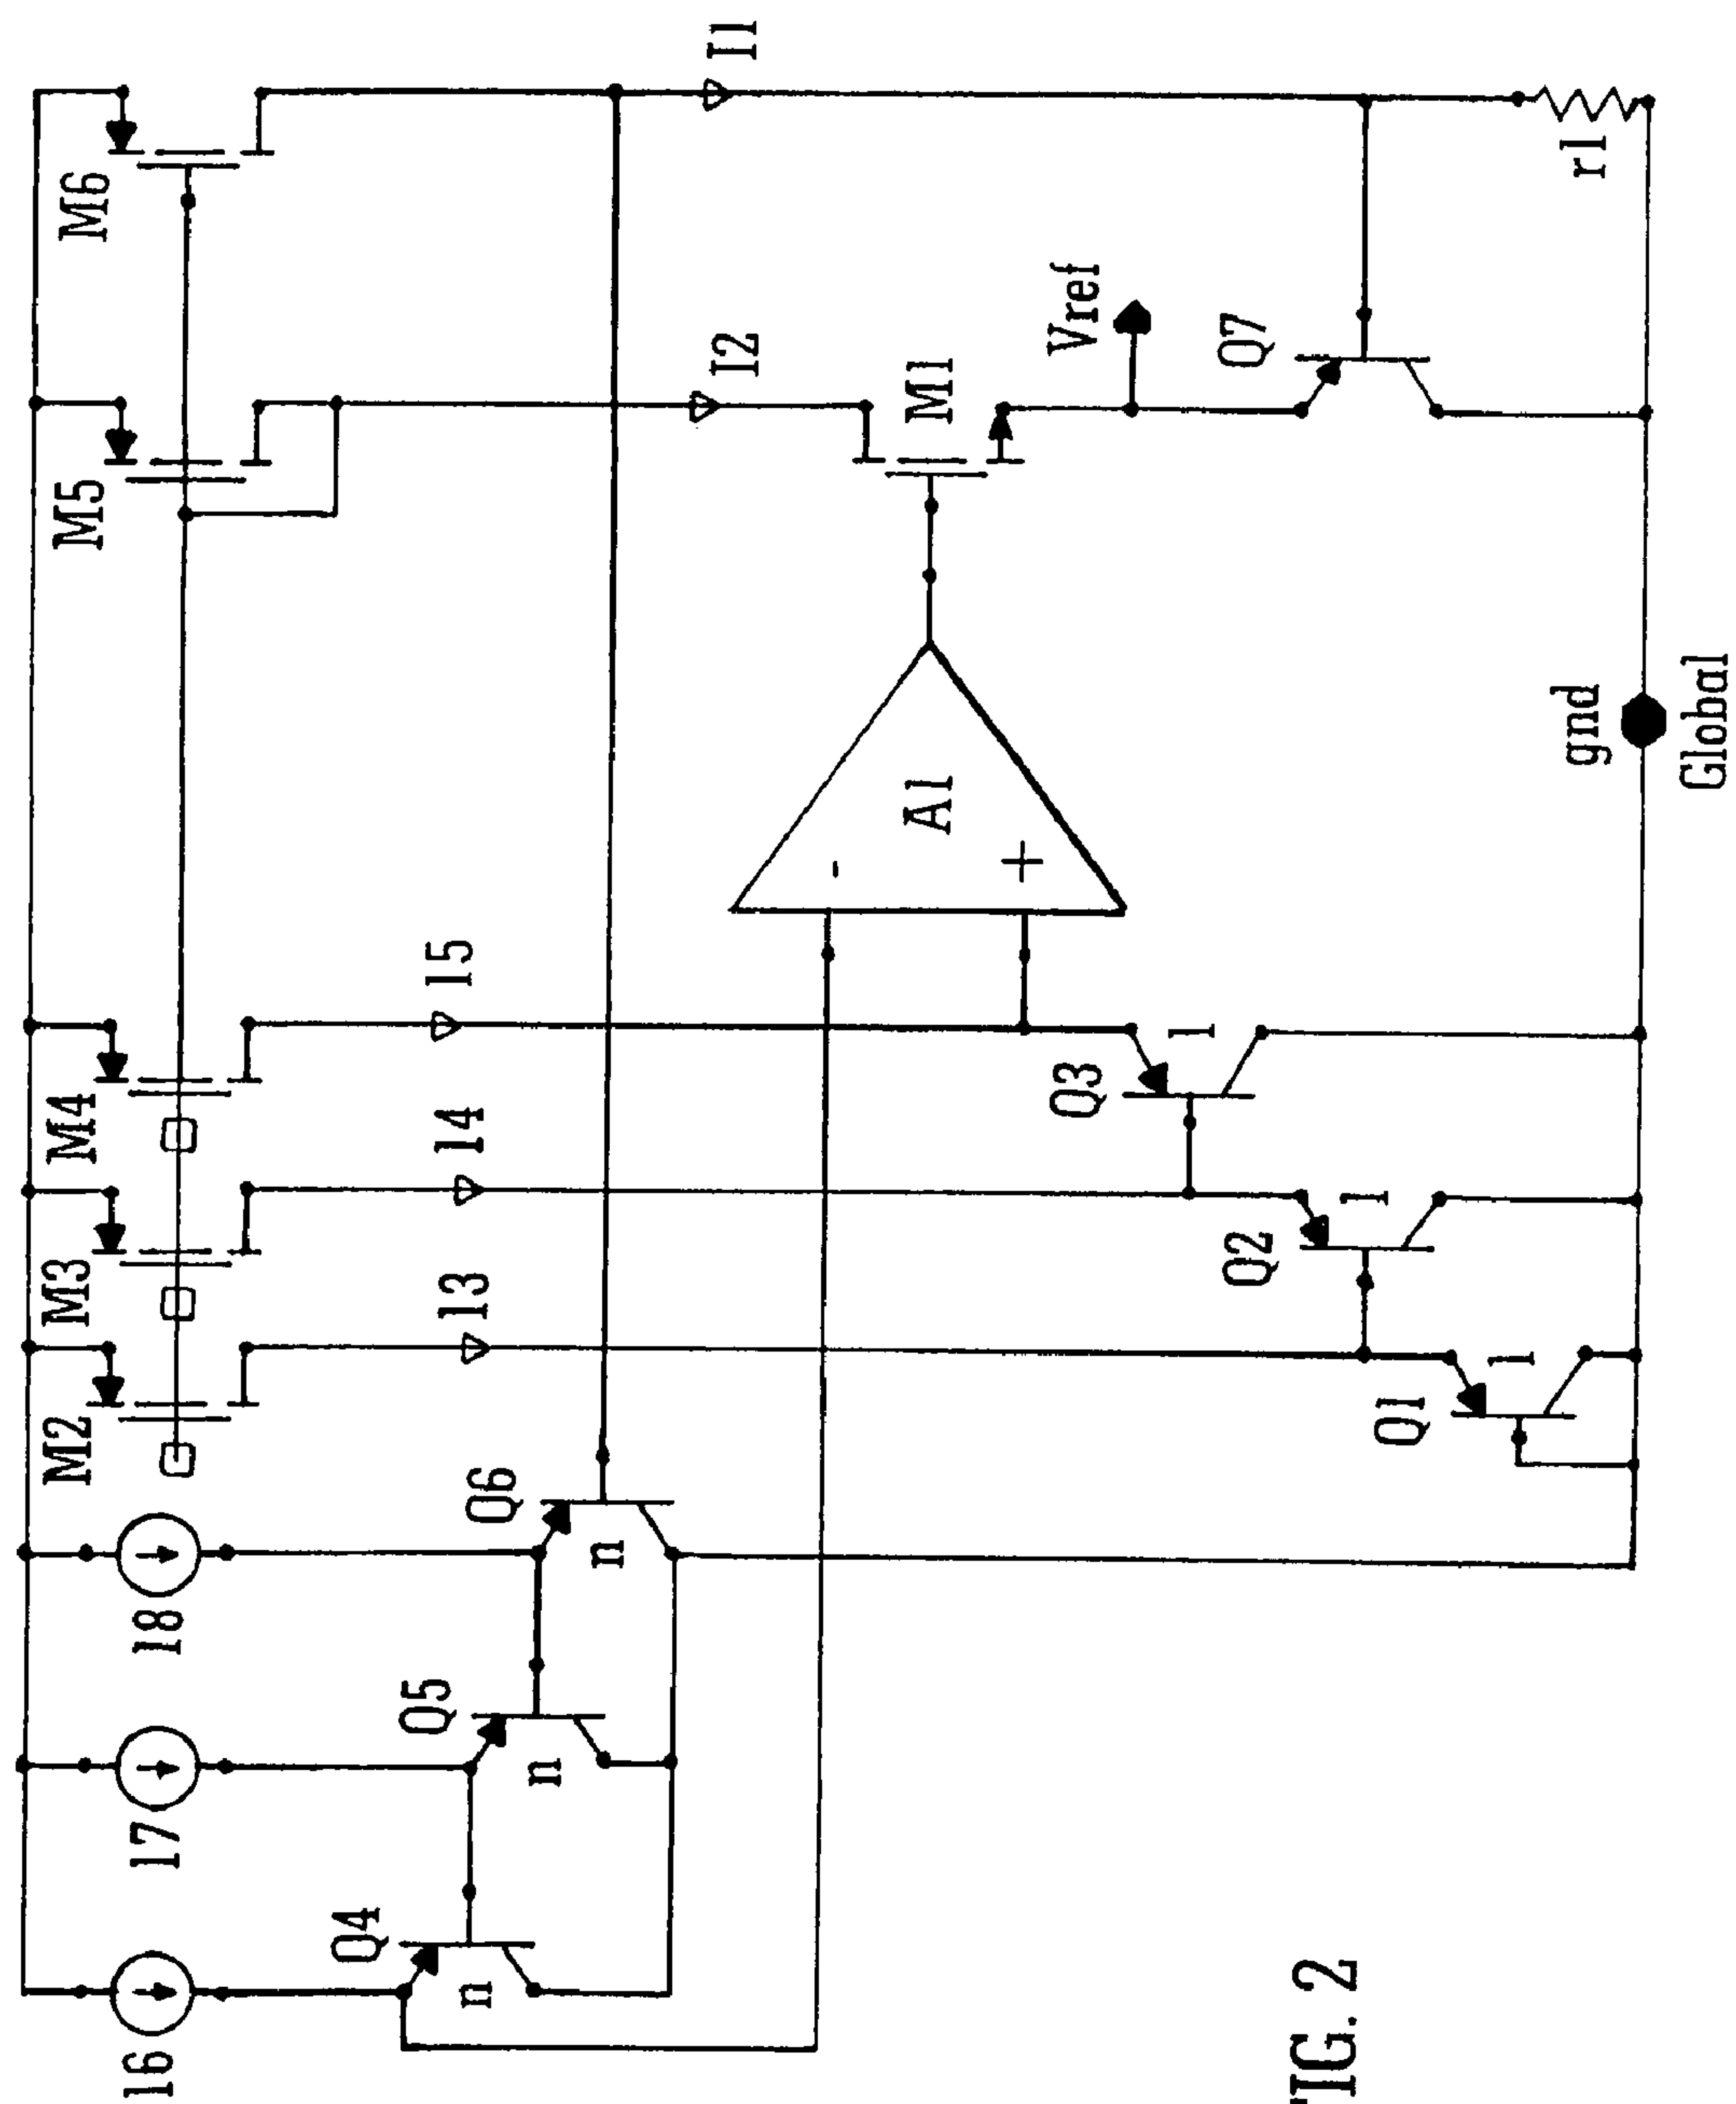 M2
M3
M4
M5
M6
I6
I7
I8
Q4
Q5
Q6
I3
I4
I5
I2
I1
n
n
n
-
A1
+
M1
Vref
Q3
1
Q2
1
Q7
Q1
1
r1
gnd
Global
FIG. 2